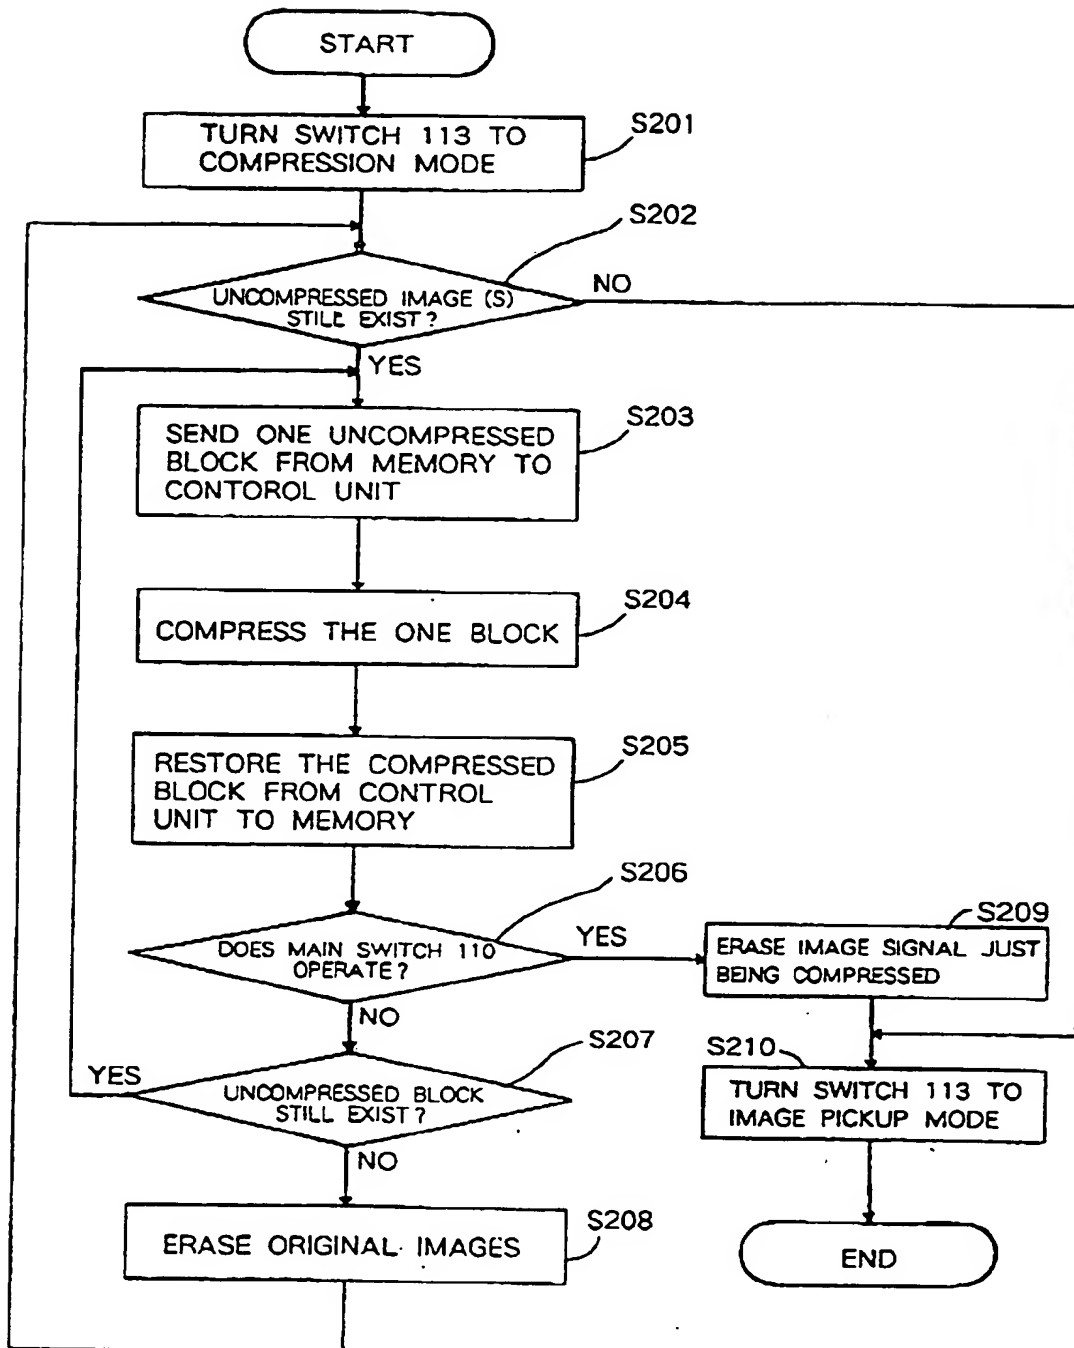 START
TURN SWITCH 113 TO
COMPRESSION MODE
S201
S202
UNCOMPRESSED IMAGE (S)
STILL EXIST?
NO
YES
S203
SEND ONE UNCOMPRESSED
BLOCK FROM MEMORY TO
CONTOROL UNIT
S204
COMPRESS THE ONE BLOCK
S205
RESTORE THE COMPRESSED
BLOCK FROM CONTROL
UNIT TO MEMORY
S206
DOES MAIN SWITCH 110
OPERATE?
YES
S209
ERASE IMAGE SIGNAL JUST
BEING COMPRESSED
NO
S207
YES
UNCOMPRESSED BLOCK
STILL EXIST?
S210
TURN SWITCH 113 TO
IMAGE PICKUP MODE
NO
S208
ERASE ORIGINAL IMAGES
END